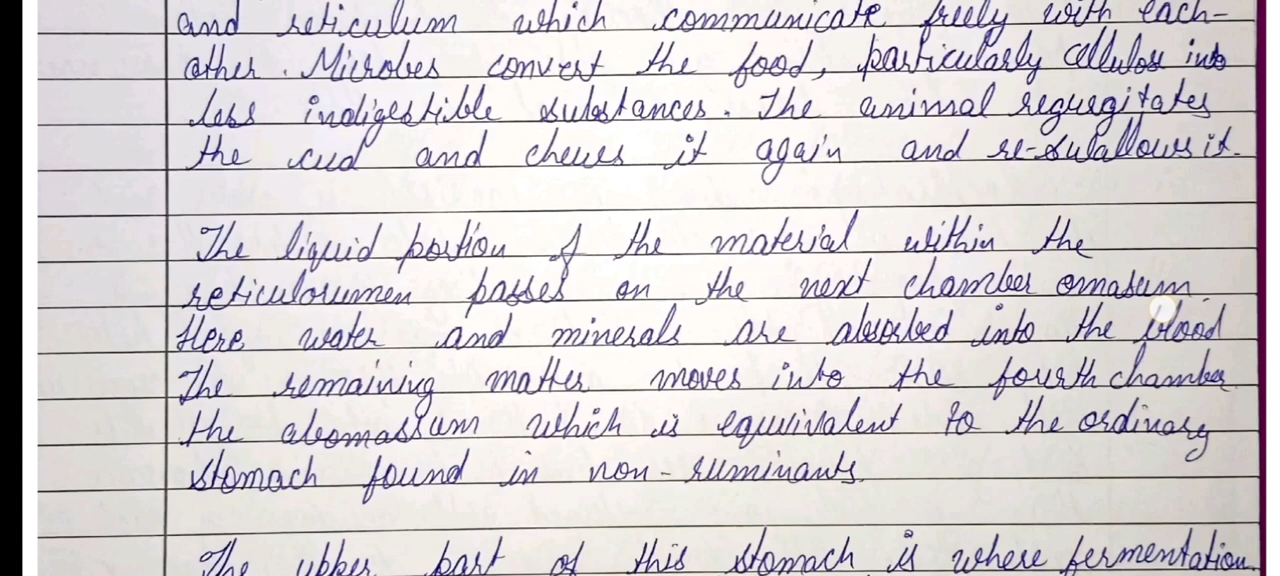 and reticulum which communicate freely with each-
other. Microbes convert the food, particularly cellulose into
less indigestible substances. The animal regurgitates
the cud and chews it again and re-swallows it.
The liquid portion of the material within the
reticulorumen passes on the next chamber omasum.
Here water and minerals are absorbed into the blood
The remaining matter moves into the fourth chamber
the abomassum which is equivalent to the ordinary
stomach found in non-ruminants.
The upper part of this stomach is where fermentation